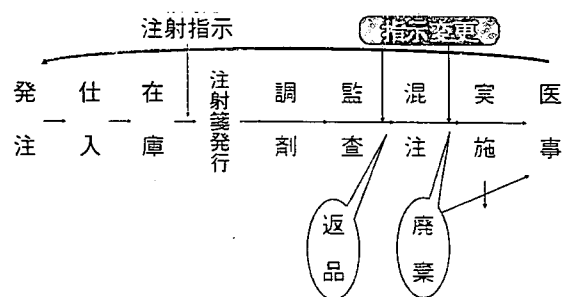 注射指示
指示変更
発注
仕入
在庫
注射箋発行
調剤
監査
混注
実施
医事
返品
廃棄